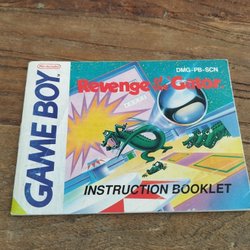 Nintendo
GAME BOY
DMG-PB-SCN
Revenge of the Gator
INSTRUCTION BOOKLET